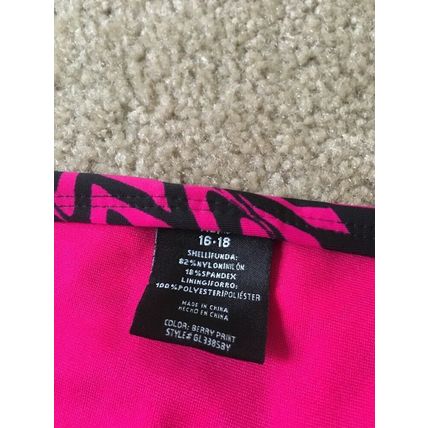 16-18
SHELL|FUNDA:
82%NYLON|NILÓN
18%SPANDEX
LINING|FORRO:
100%POLYESTER|POLIÉSTER
MADE IN CHINA
HECHO EN CHINA
COLOR: BERRY PRINT
STYLE# GL3385BY